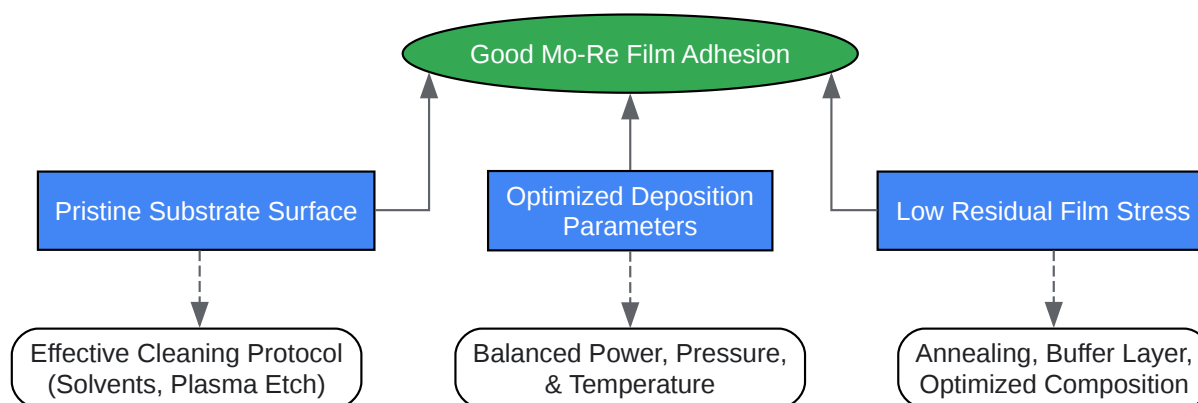 Good Mo-Re Film Adhesion
Pristine Substrate Surface
Optimized Deposition
Parameters
Low Residual Film Stress
Effective Cleaning Protocol
(Solvents, Plasma Etch)
Balanced Power, Pressure,
& Temperature
Annealing, Buffer Layer,
Optimized Composition